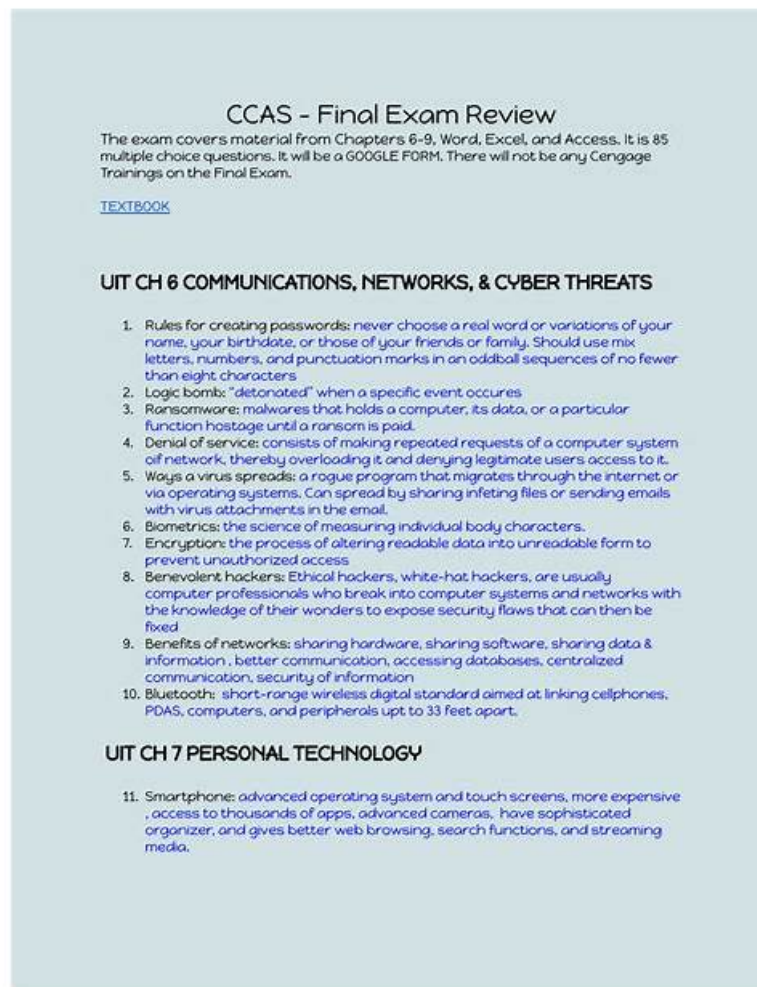 CCAS - Final Exam Review
The exam covers material from Chapters 6-9, Word, Excel, and Access. It is 85
multiple choice questions. It will be a GOOGLE FORM. There will not be any Cengage
Trainings on the Final Exam.
TEXTBOOK
UIT CH 6 COMMUNICATIONS, NETWORKS, & CYBER THREATS
1. Rules for creating passwords: never choose a real word or variations of your
name, your birthdate, or those of your friends or family. Should use mix
letters, numbers, and punctuation marks in an oddball sequences of no fewer
than eight characters
2. Logic bomb: "detonated" when a specific event occures
3. Ransomware: malwares that holds a computer, its data, or a particular
function hostage until a ransom is paid.
4. Denial of service: consists of making repeated requests of a computer system
oif network, thereby overloading it and denying legitimate users access to it.
5. Ways a virus spreads: a rogue program that migrates through the internet or
via operating systems. Can spread by sharing infeting files or sending emails
with virus attachments in the email.
6. Biometrics: the science of measuring individual body characters.
7. Encryption: the process of altering readable data into unreadable form to
prevent unauthorized access
8. Benevolent hackers: Ethical hackers, white-hat hackers, are usually
computer professionals who break into computer systems and networks with
the knowledge of their wonders to expose security flaws that can then be
fixed
9. Benefits of networks: sharing hardware, sharing software, sharing data &
information , better communication, accessing databases, centralized
communication, security of information
10. Bluetooth: short-range wireless digital standard aimed at linking cellphones,
PDAS, computers, and peripherals upt to 33 feet apart.
UIT CH 7 PERSONAL TECHNOLOGY
11. Smartphone: advanced operating system and touch screens, more expensive
, access to thousands of apps, advanced cameras, have sophisticated
organizer, and gives better web browsing, search functions, and streaming
media.